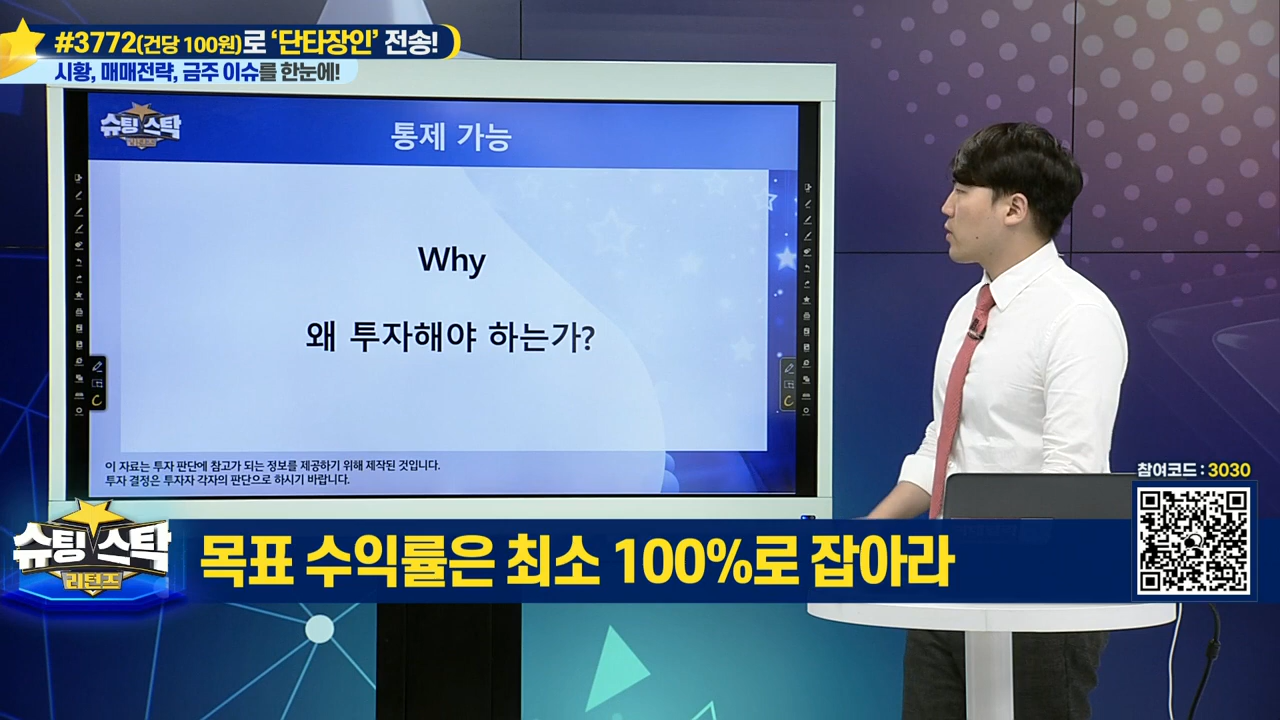 #3772(건당 100원)로 ‘단타장인’ 전송!
시황, 매매전략, 금주 이슈를 한눈에!
슈팅 스탁
리턴즈
통제 가능
Why
왜 투자해야 하는가?
이 자료는 투자 판단에 참고가 되는 정보를 제공하기 위해 제작된 것입니다.
투자 결정은 투자자 각자의 판단으로 하시기 바랍니다.
참여코드 : 3030
슈팅 스탁
리턴즈
목표 수익률은 최소 100%로 잡아라